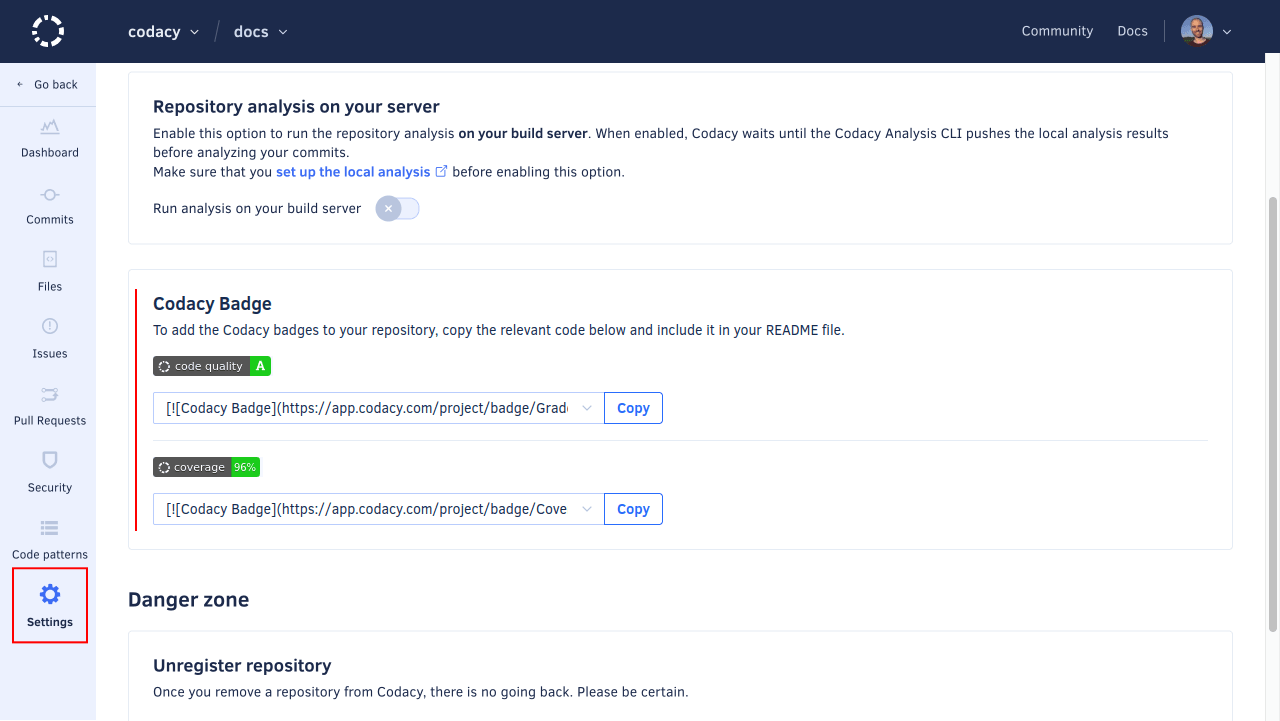 codacy / docs
Community
Docs
← Go back
Dashboard
Commits
Files
Issues
Pull Requests
Security
Code patterns
Settings
Repository analysis on your server
Enable this option to run the repository analysis on your build server. When enabled, Codacy waits until the Codacy Analysis CLI pushes the local analysis results
before analyzing your commits.
Make sure that you set up the local analysis before enabling this option.
Run analysis on your build server
Codacy Badge
To add the Codacy badges to your repository, copy the relevant code below and include it in your README file.
code quality A
[![Codacy Badge](https://app.codacy.com/project/badge/Grad
Copy
coverage 96%
[![Codacy Badge](https://app.codacy.com/project/badge/Cove
Copy
Danger zone
Unregister repository
Once you remove a repository from Codacy, there is no going back. Please be certain.